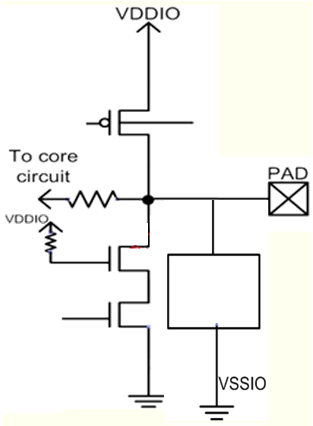 VDDIO
To core
circuit
VDDIO
PAD
VSSIO